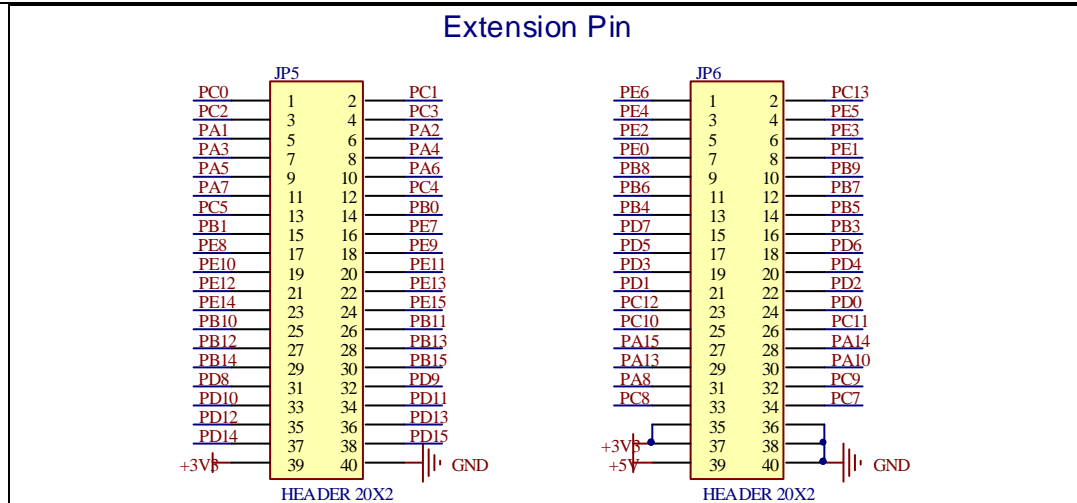 Extension Pin
JP5 JP6
PC0 1 2 PC1 PE6 1 2 PC13
PC2 3 4 PC3 PE4 3 4 PE5
PA1 5 6 PA2 PE2 5 6 PE3
PA3 7 8 PA4 PE0 7 8 PE1
PA5 9 10 PA6 PB8 9 10 PB9
PA7 11 12 PC4 PB6 11 12 PB7
PC5 13 14 PB0 PB4 13 14 PB5
PB1 15 16 PE7 PD7 15 16 PB3
PE8 17 18 PE9 PD5 17 18 PD6
PE10 19 20 PE11 PD3 19 20 PD4
PE12 21 22 PE13 PD1 21 22 PD2
PE14 23 24 PE15 PC12 23 24 PD0
PB10 25 26 PB11 PC10 25 26 PC11
PB12 27 28 PB13 PA15 27 28 PA14
PB14 29 30 PB15 PA13 29 30 PA10
PD8 31 32 PD9 PA8 31 32 PC9
PD10 33 34 PD11 PC8 33 34 PC7
PD12 35 36 PD13 35 36
PD14 37 38 PD15 +3V3 37 38
+3V3 39 40 GND +5V 39 40 GND
HEADER 20X2 HEADER 20X2